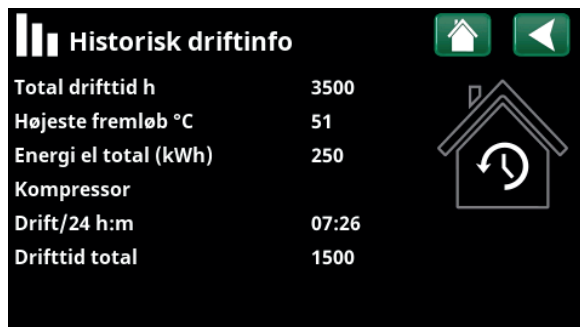 Historisk driftinfo
Total drifttid h 3500
Højeste fremløb °C 51
Energi el total (kWh) 250
Kompressor
Drift/24 h:m 07:26
Drifttid total 1500